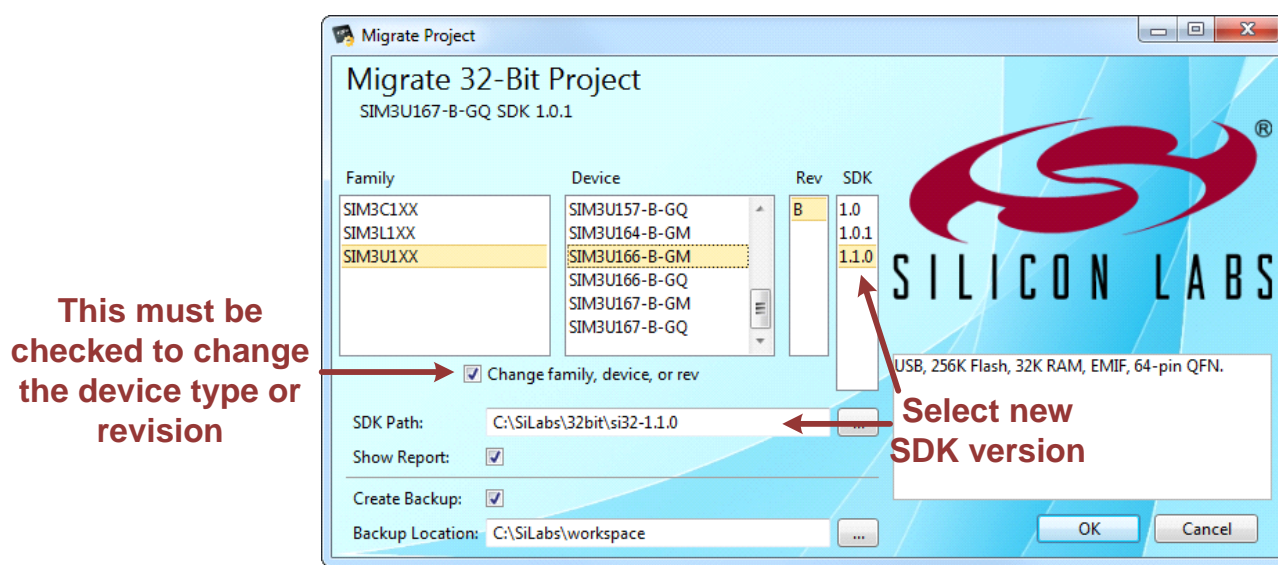 Migrate Project
Migrate 32-Bit Project
SIM3U167-B-GQ SDK 1.0.1
Family
Device
Rev
SDK
SIM3C1XX
SIM3L1XX
SIM3U1XX
SIM3U157-B-GQ
SIM3U164-B-GM
SIM3U166-B-GM
SIM3U166-B-GQ
SIM3U167-B-GM
SIM3U167-B-GQ
B
1.0
1.0.1
1.1.0
®
SILICON LABS
This must be
checked to change
the device type or
revision
Change family, device, or rev
USB, 256K Flash, 32K RAM, EMIF, 64-pin QFN.
SDK Path:
C:\SiLabs\32bit\si32-1.1.0
...
Select new
SDK version
Show Report:
Create Backup:
Backup Location:
C:\SiLabs\workspace
...
OK
Cancel